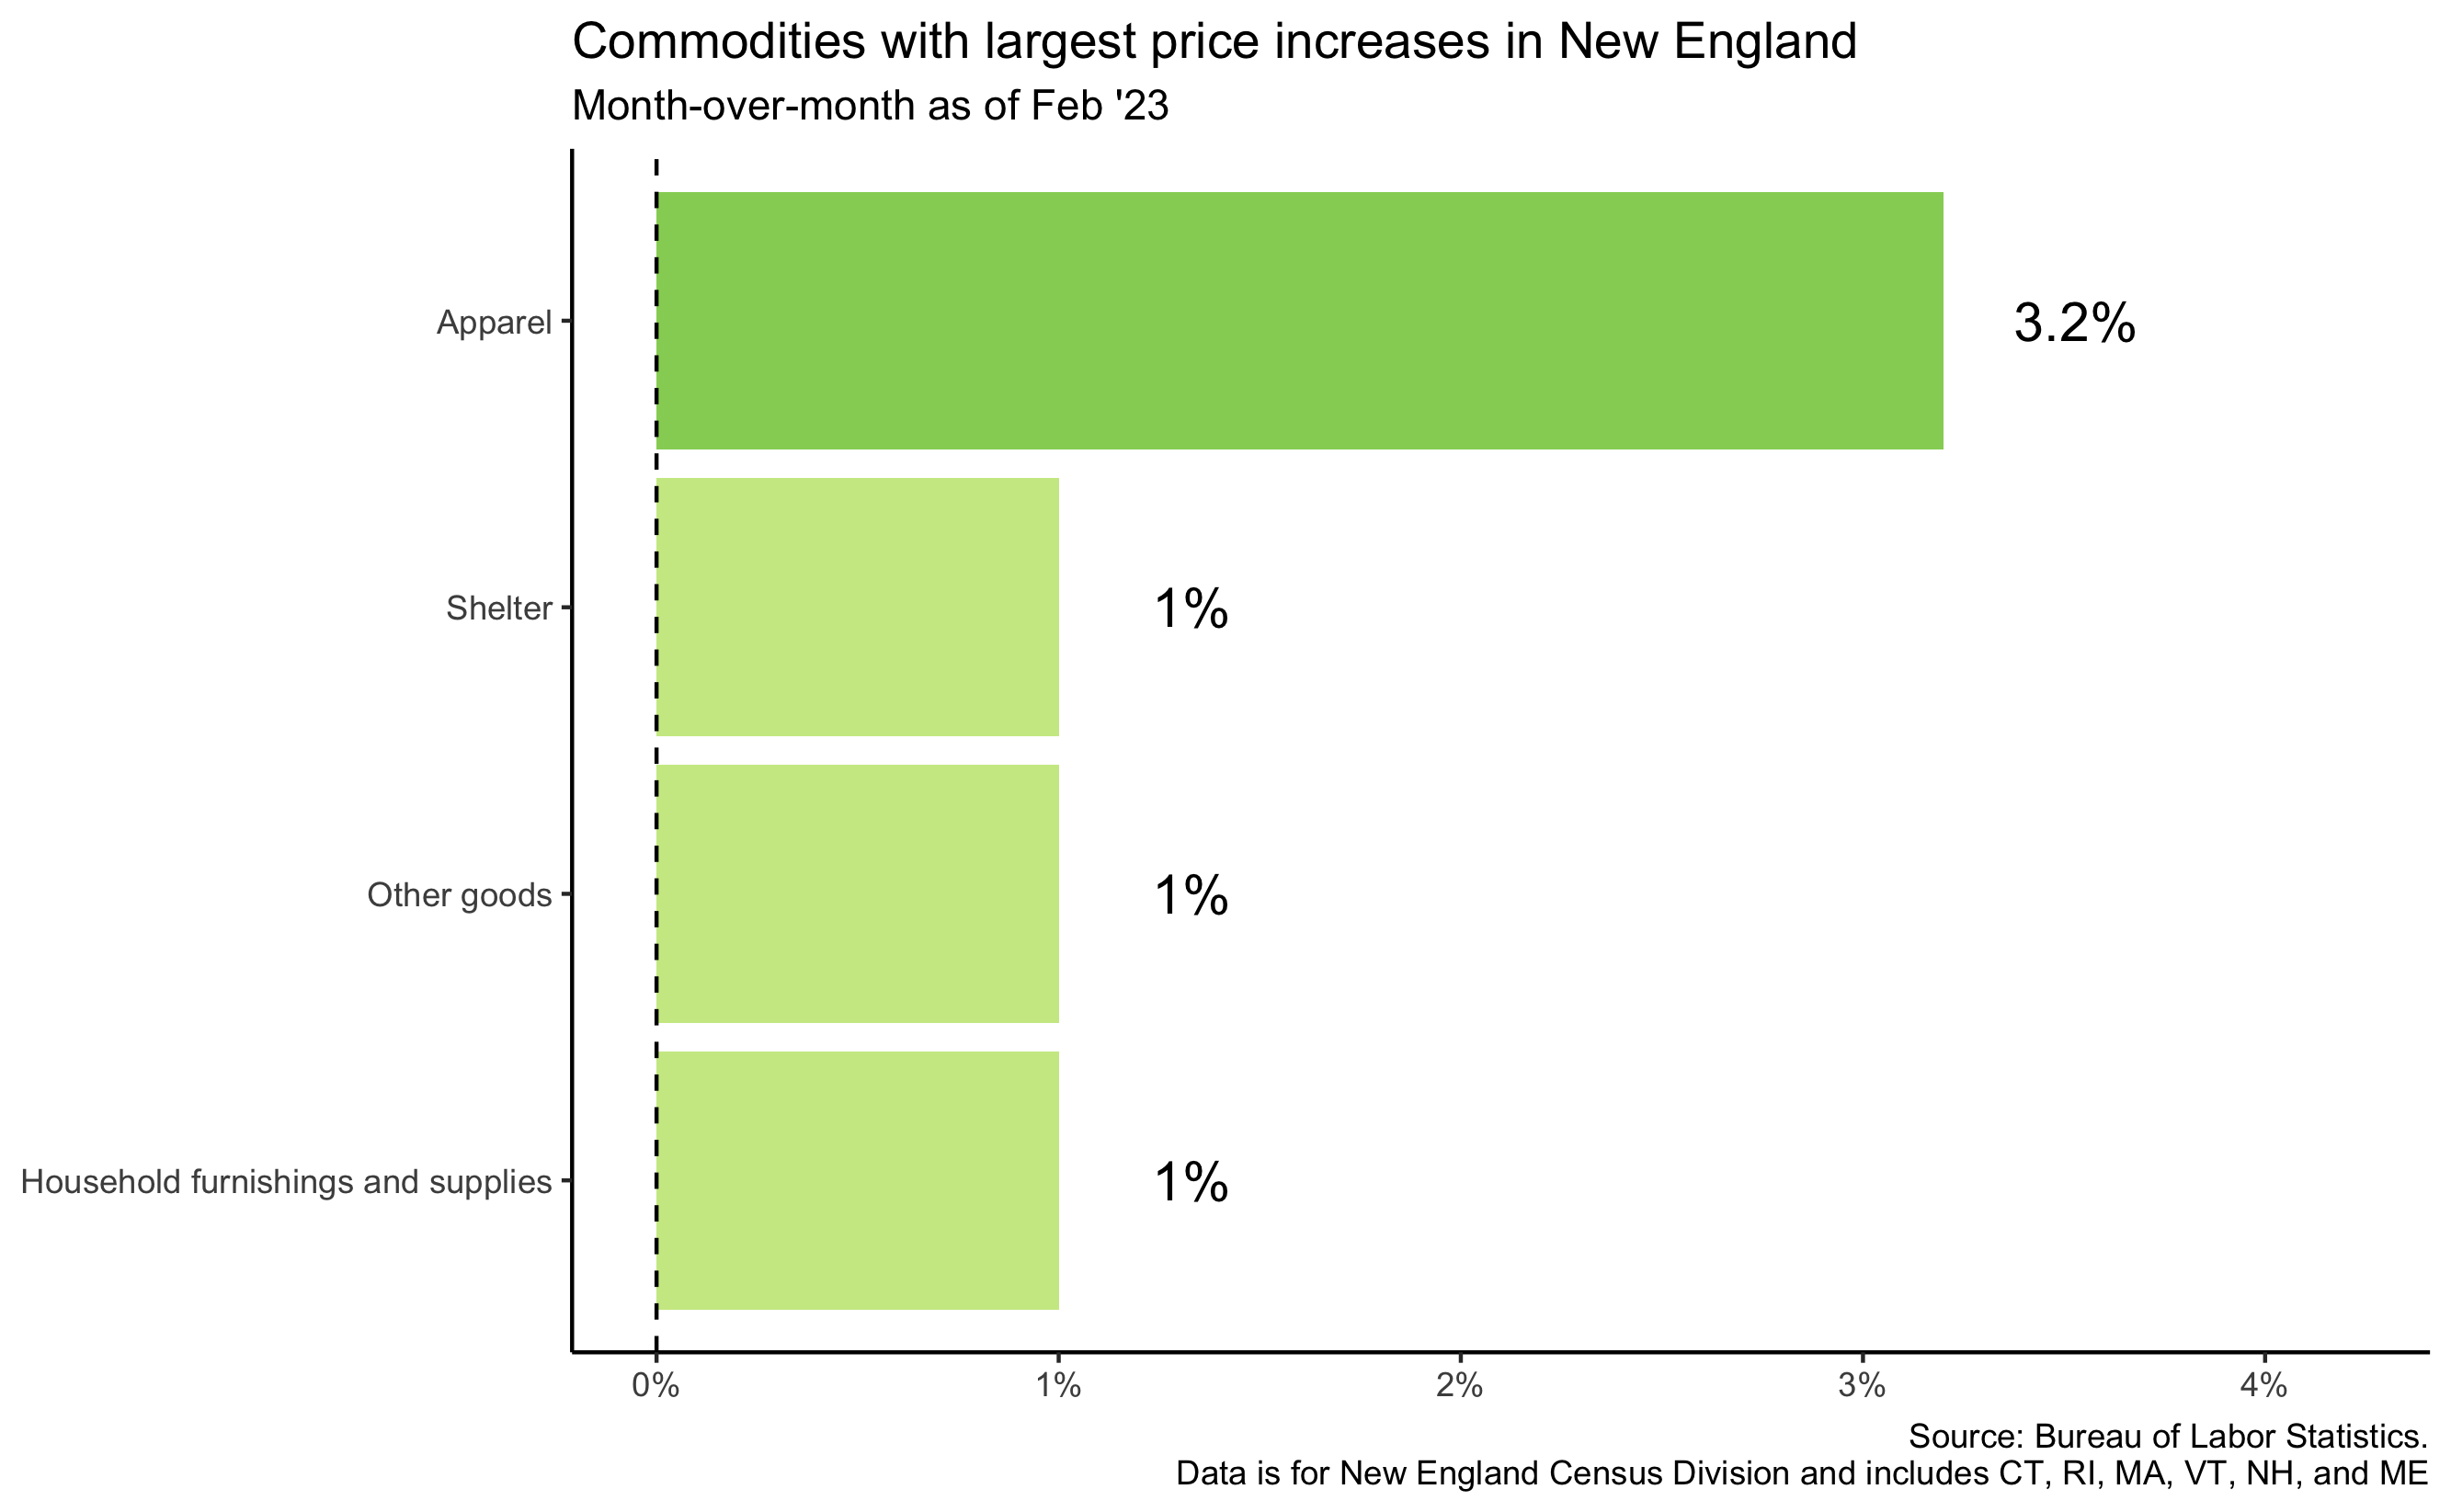 Commodities with largest price increases in New England
Month-over-month as of Feb '23
Apparel
3.2%
Shelter
1%
Other goods
1%
Household furnishings and supplies
1%
0% 1% 2% 3% 4%
Source: Bureau of Labor Statistics.
Data is for New England Census Division and includes CT, RI, MA, VT, NH, and ME